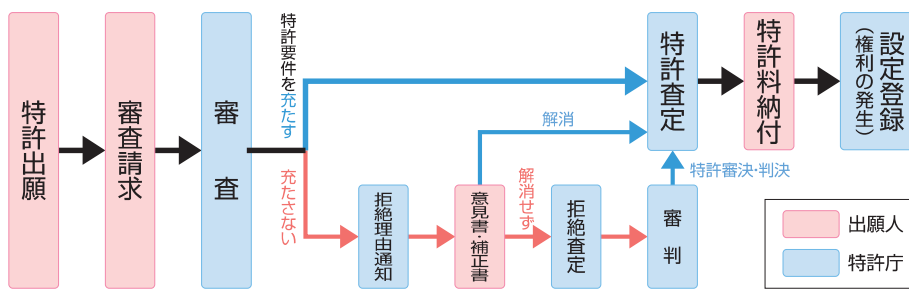 特許出願
審査請求
審査
特許要件を充たす
充たさない
拒絶理由通知
意見書・補正書
解消
解消せず
拒絶査定
審判
特許審決・判決
特許査定
特許料納付
設定登録
(権利の発生)
出願人
特許庁